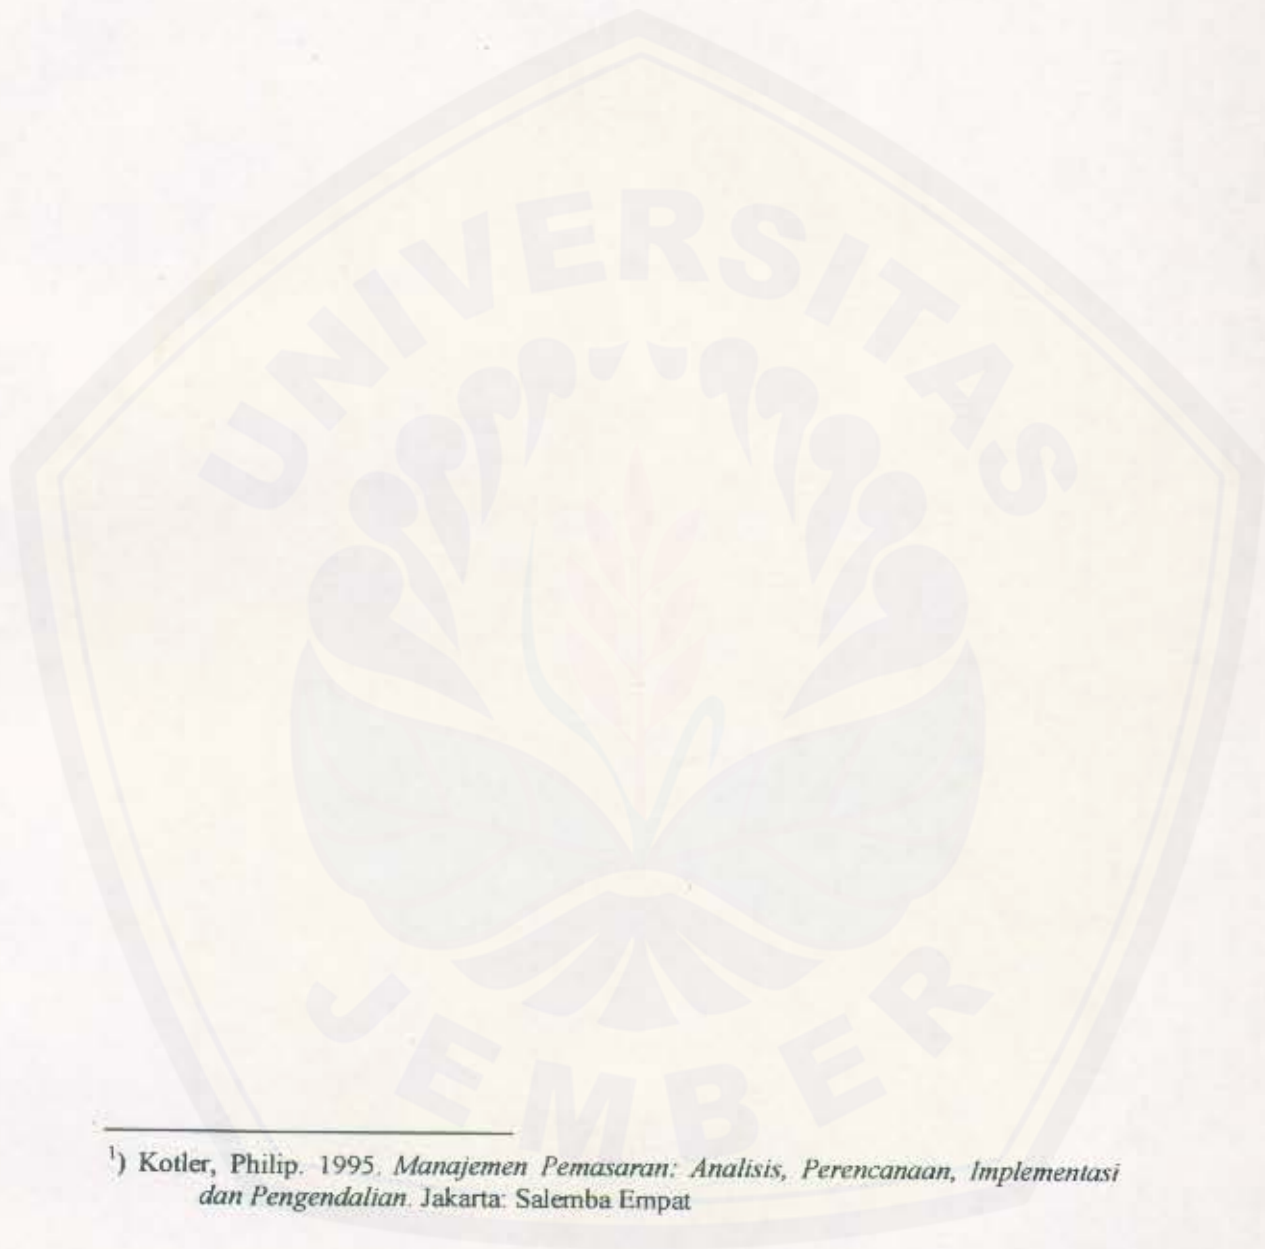 UNIVERSITAS
JEMBER
¹) Kotler, Philip. 1995. Manajemen Pemasaran: Analisis, Perencanaan, Implementasi
dan Pengendalian. Jakarta: Salemba Empat